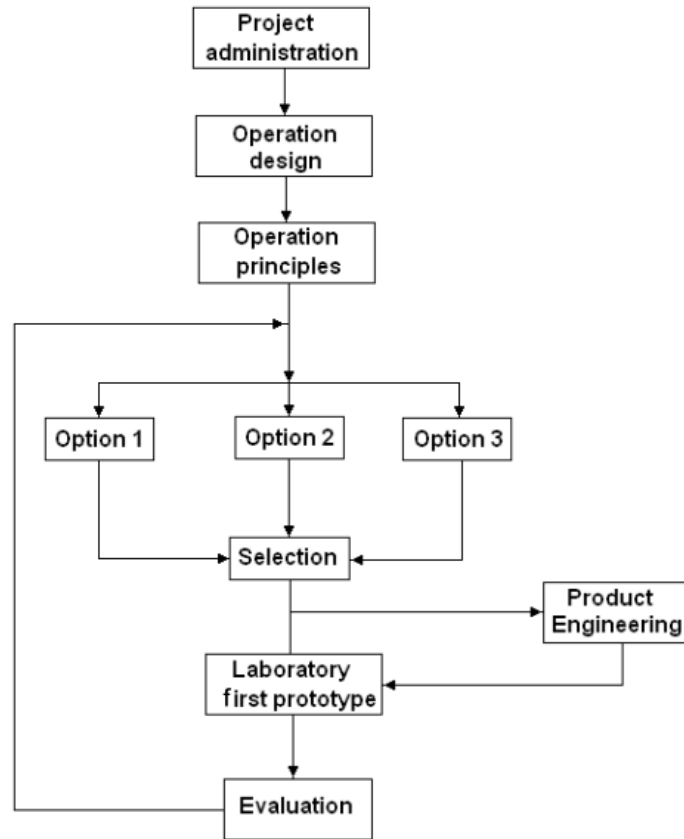 Project
administration
Operation
design
Operation
principles
Option 1
Option 2
Option 3
Selection
Product
Engineering
Laboratory
first prototype
Evaluation